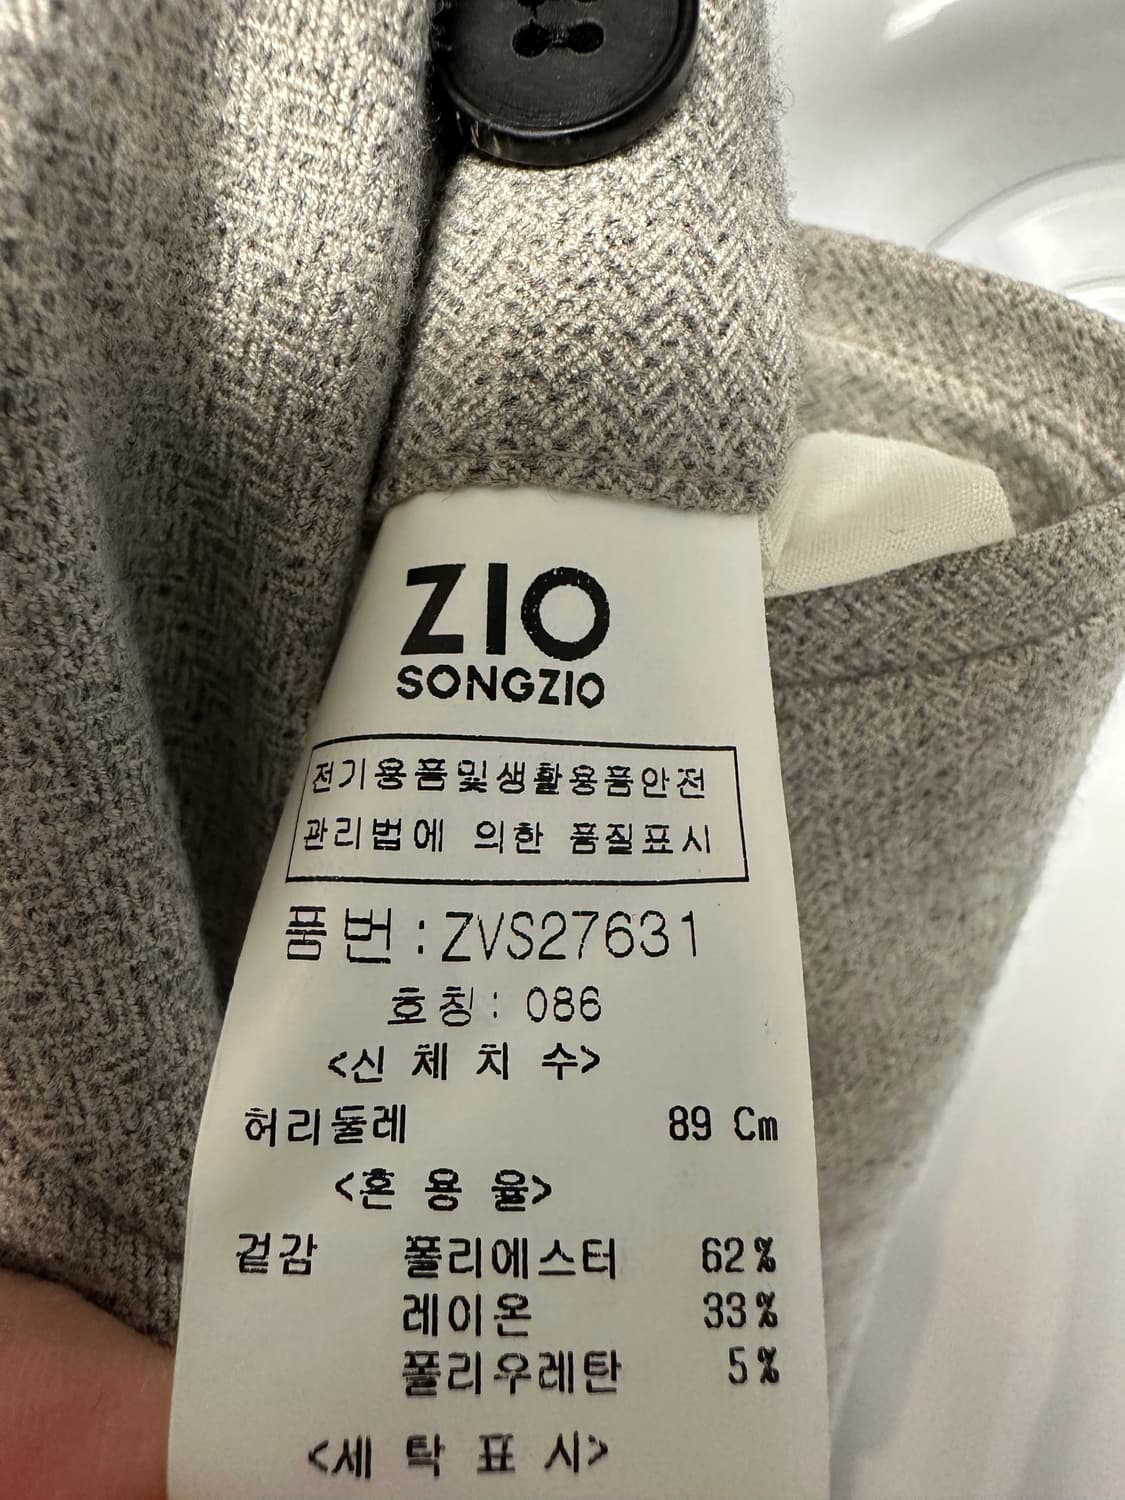 ZIO
SONGZIO
전기용품및생활용품안전
관리법에 의한 품질표시
품번:ZVS27631
호칭: 086
<신 체 치 수>
허리둘레 89 Cm
<혼 용 율>
겉감 폴리에스터 62%
레이온 33%
폴리우레탄 5%
<세 탁 표 시>